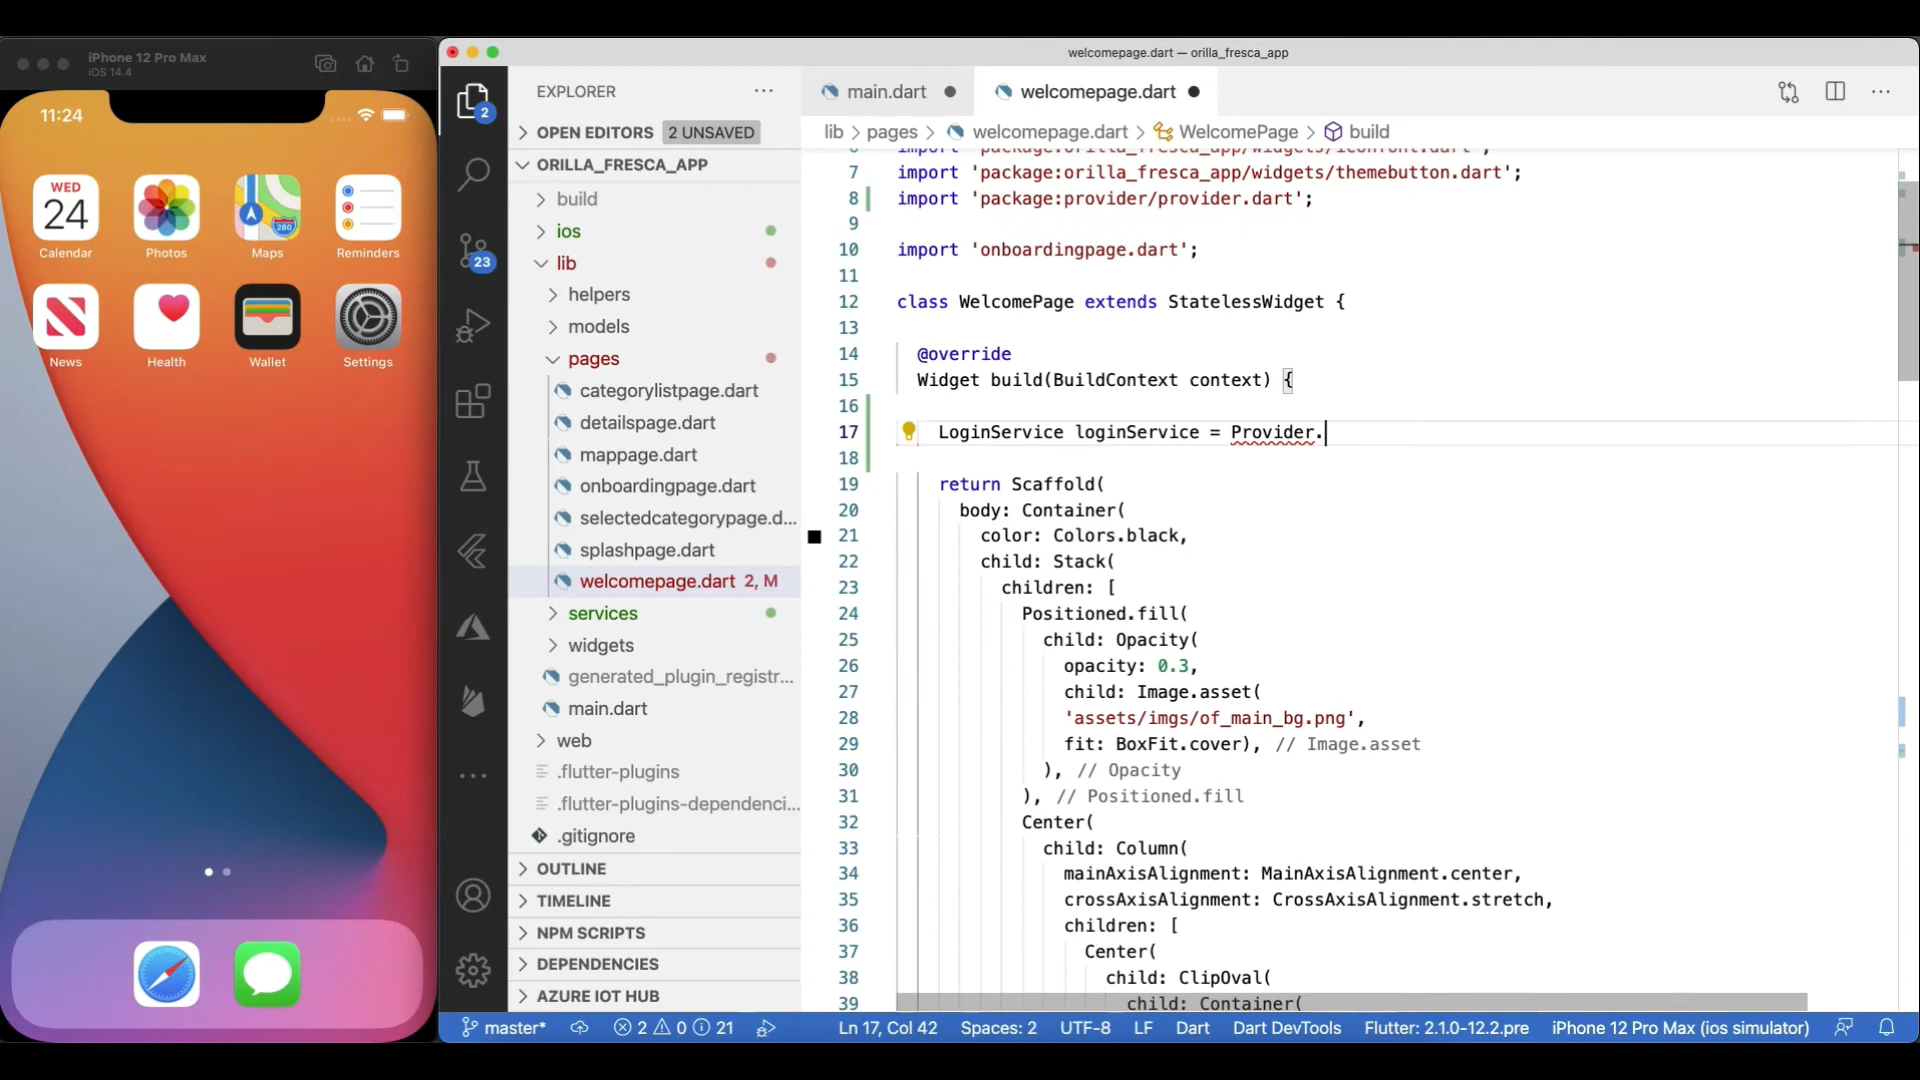 iPhone 12 Pro Max
iOS 14.4
11:24
WED
24
280
Calendar
Photos
Maps
Reminders
News
Health
Wallet
Settings
welcomepage.dart — orilla_fresca_app
2
23
EXPLORER
OPEN EDITORS 2 UNSAVED
ORILLA_FRESCA_APP
build
ios
lib
helpers
models
pages
categorylistpage.dart
detailspage.dart
mappage.dart
onboardingpage.dart
selectedcategorypage.d...
splashpage.dart
welcomepage.dart 2, M
services
widgets
generated_plugin_registr...
main.dart
web
.flutter-plugins
.flutter-plugins-dependenci...
.gitignore
OUTLINE
TIMELINE
NPM SCRIPTS
DEPENDENCIES
AZURE IOT HUB
main.dart
welcomepage.dart
lib > pages > welcomepage.dart > WelcomePage > build
import 'package:orilla_fresca_app/widgets/iconfont.dart';
7 import 'package:orilla_fresca_app/widgets/themebutton.dart';
8 import 'package:provider/provider.dart';
9
10 import 'onboardingpage.dart';
11
12 class WelcomePage extends StatelessWidget {
13
14 @override
15 Widget build(BuildContext context) {
16
17 LoginService loginService = Provider.
18
19 return Scaffold(
20 body: Container(
21 color: Colors.black,
22 child: Stack(
23 children: [
24 Positioned.fill(
25 child: Opacity(
26 opacity: 0.3,
27 child: Image.asset(
28 'assets/imgs/of_main_bg.png',
29 fit: BoxFit.cover), // Image.asset
30 ), // Opacity
31 ), // Positioned.fill
32 Center(
33 child: Column(
34 mainAxisAlignment: MainAxisAlignment.center,
35 crossAxisAlignment: CrossAxisAlignment.stretch,
36 children: [
37 Center(
38 child: ClipOval(
39 child: Container(
master* 2 0 21 Ln 17, Col 42 Spaces: 2 UTF-8 LF Dart Dart DevTools Flutter: 2.1.0-12.2.pre iPhone 12 Pro Max (ios simulator)